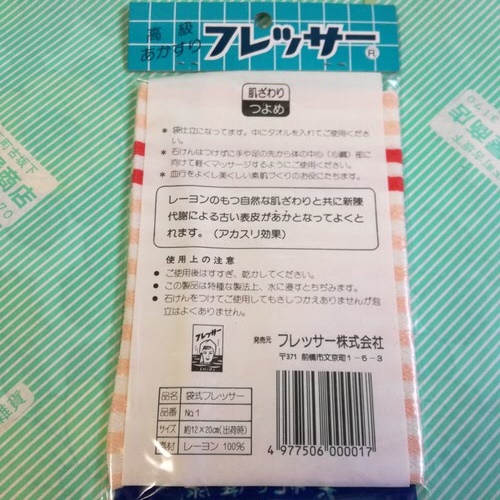 高級
あかすり
フレッサー®
肌ざわり
つよめ
＊袋仕立になってます。中にタオルを入れてご使用くださ
い。
＊石けんはつけずに手や足の先から体の中心（心臓）部に
向けて軽くマッサージするようにご使用ください。
＊血行をよくし美しい素肌づくりのお役にたちます。
レーヨンのもつ自然な肌ざわりと共に新陳
代謝による古い表皮があかとなってよくと
れます。（アカスリ効果）
使用上の注意
●ご使用後はすすぎ、乾かしてください。
●この製品は特種な製法上、水に浸すとちぢみます。
●石けんをつけてご使用してもさしつかえありませんが泡
立はよくありません。
フレッサー
発売元 フレッサー株式会社
〒371 前橋市文京町1-5-3
品名 袋式フレッサー
品番 No.1
サイズ 約12×20cm(出荷時)
素材 レーヨン 100%
4 977506 000017
河古坂下
商店
雑貨